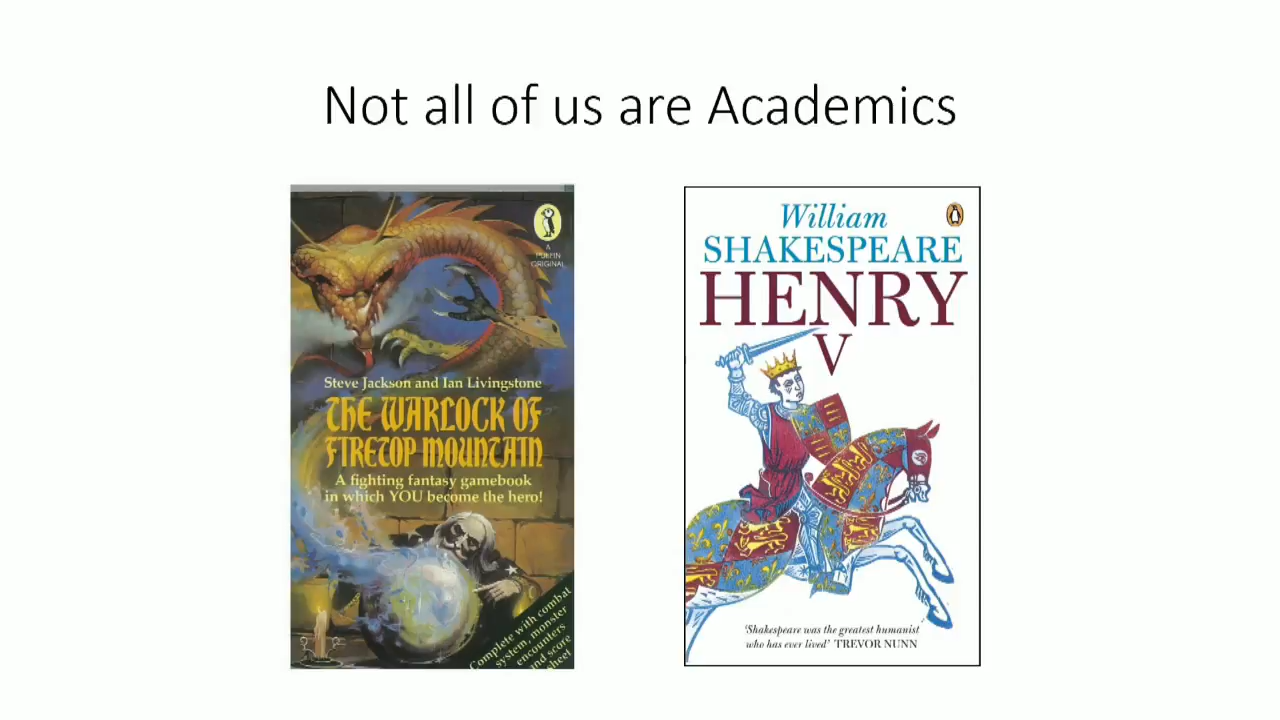 Not all of us are Academics
A
PUFFIN
ORIGINAL
Steve Jackson and Ian Livingstone
THE WARLOCK OF
FIRETOP MOUNTAIN
A fighting fantasy gamebook
in which YOU become the hero!
Complete with combat
system, monster
encounters
and score
sheet
William
SHAKESPEARE
HENRY
V
'Shakespeare was the greatest humanist
who has ever lived' TREVOR NUNN